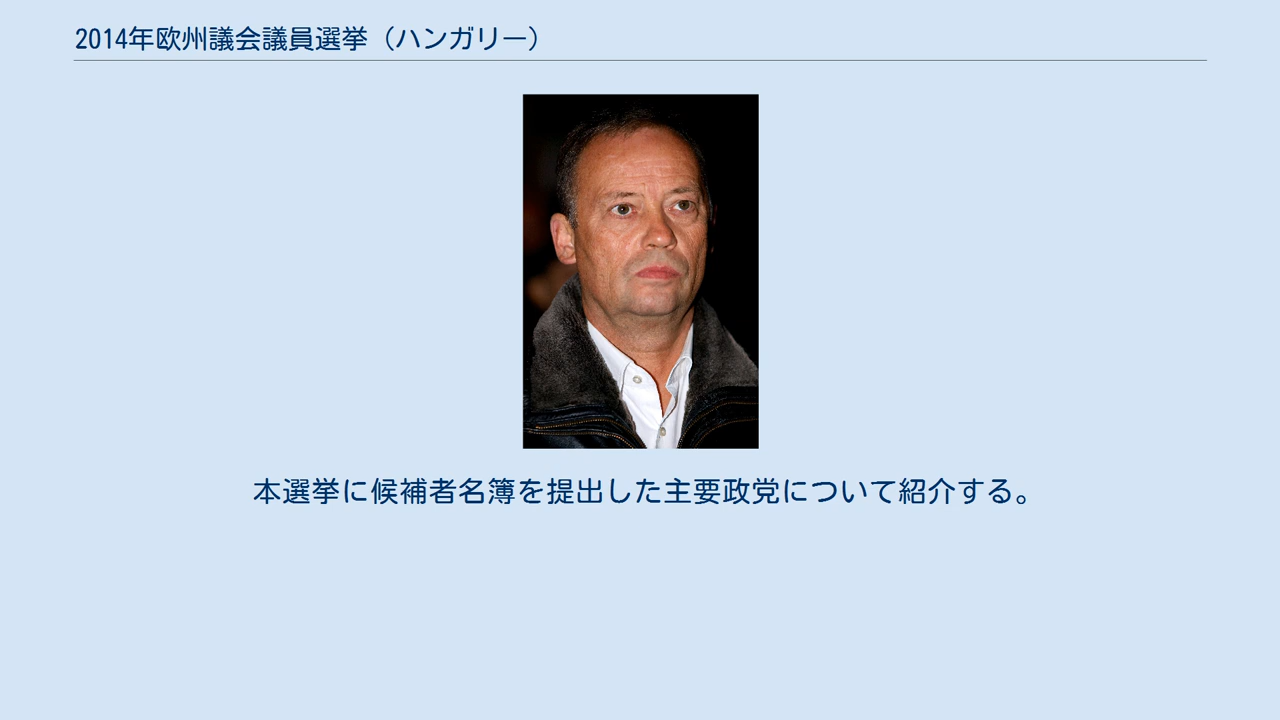 2014年欧州議会議員選挙（ハンガリー）
本選挙に候補者名簿を提出した主要政党について紹介する。